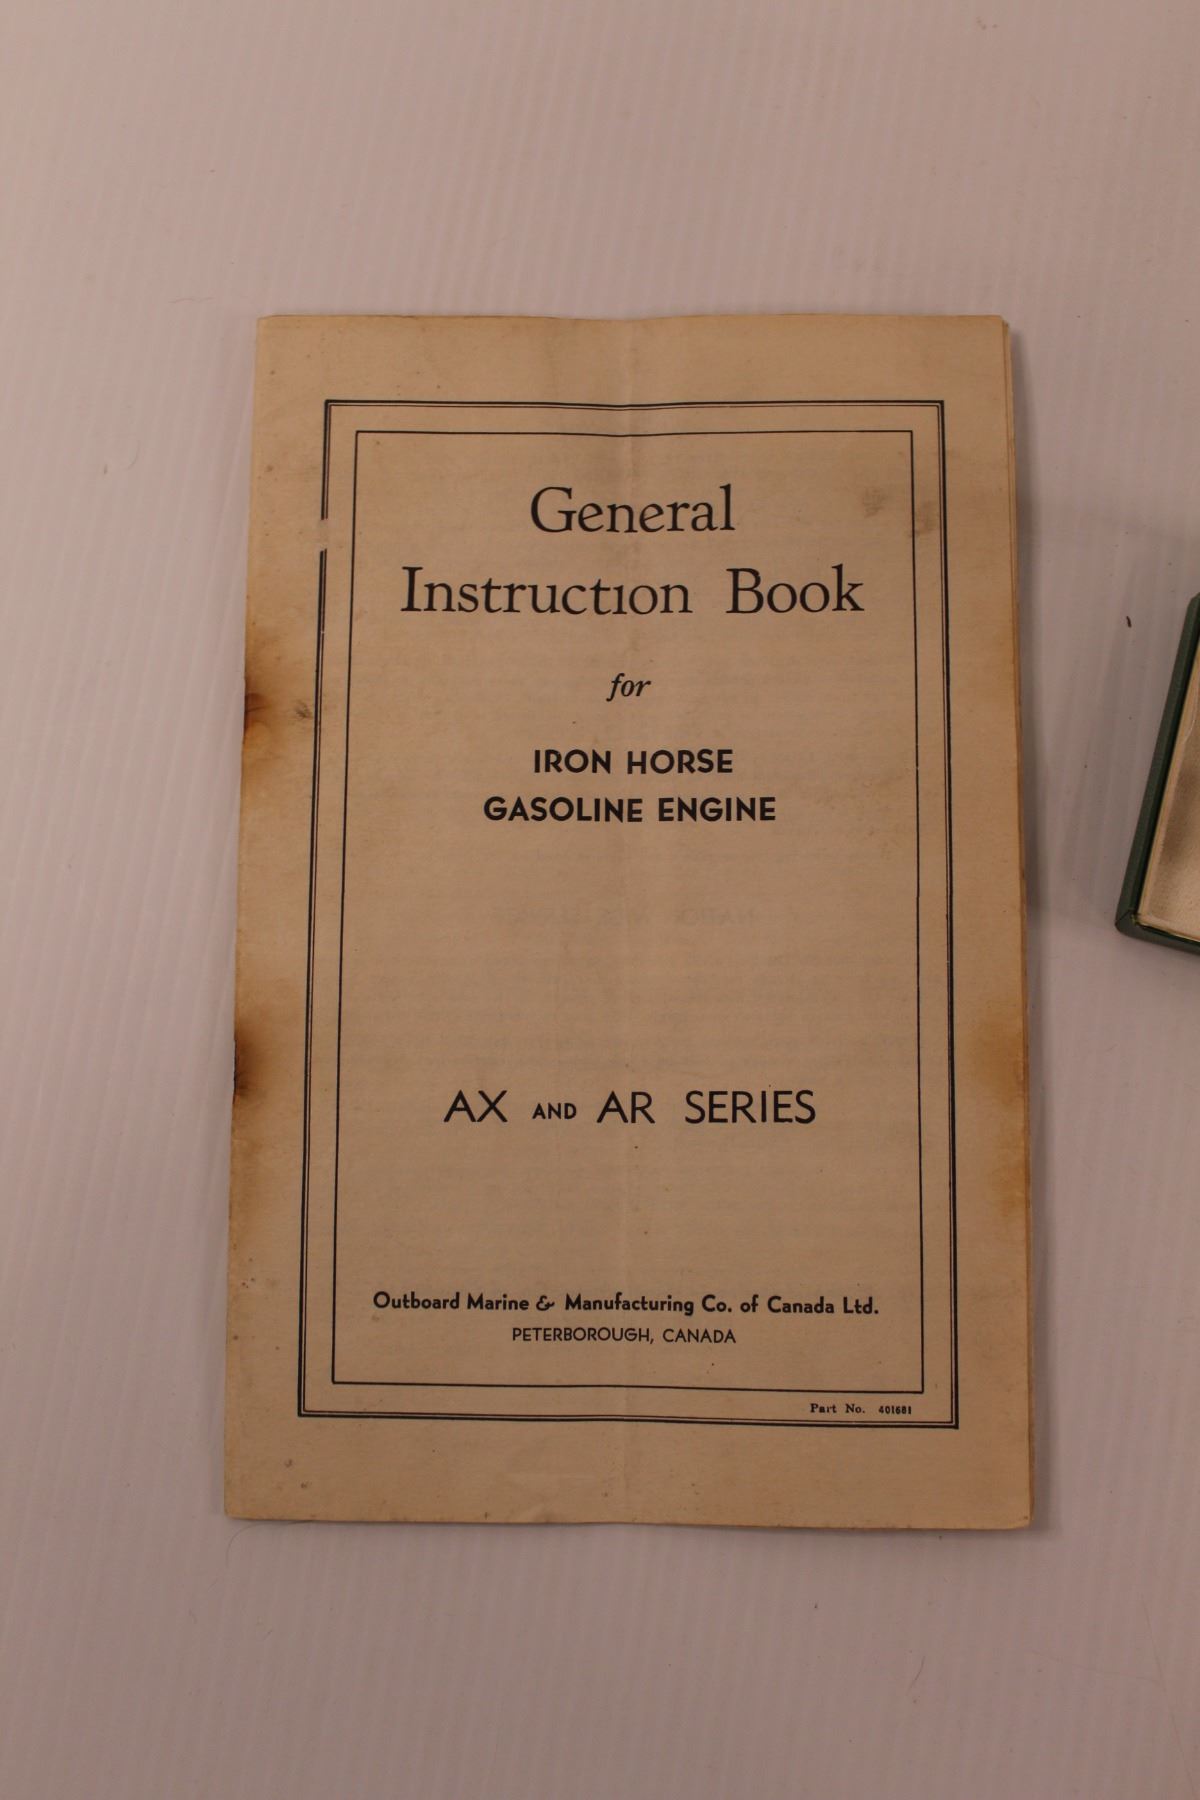 General
Instruction Book
for
IRON HORSE
GASOLINE ENGINE
AX AND AR SERIES
Outboard Marine & Manufacturing Co. of Canada Ltd.
PETERBOROUGH, CANADA
Part No. 401681